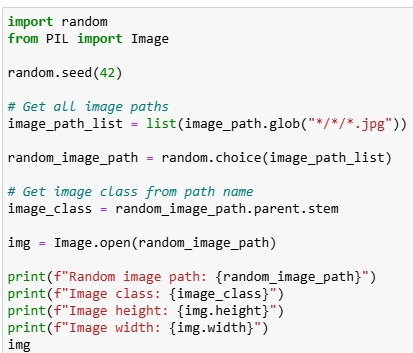 import random
from PIL import Image
random.seed(42)
# Get all image paths
image_path_list = list(image_path.glob("*/*/*.jpg"))
random_image_path = random.choice(image_path_list)
# Get image class from path name
image_class = random_image_path.parent.stem
img = Image.open(random_image_path)
print(f"Random image path: {random_image_path}")
print(f"Image class: {image_class}")
print(f"Image height: {img.height}")
print(f"Image width: {img.width}")
img